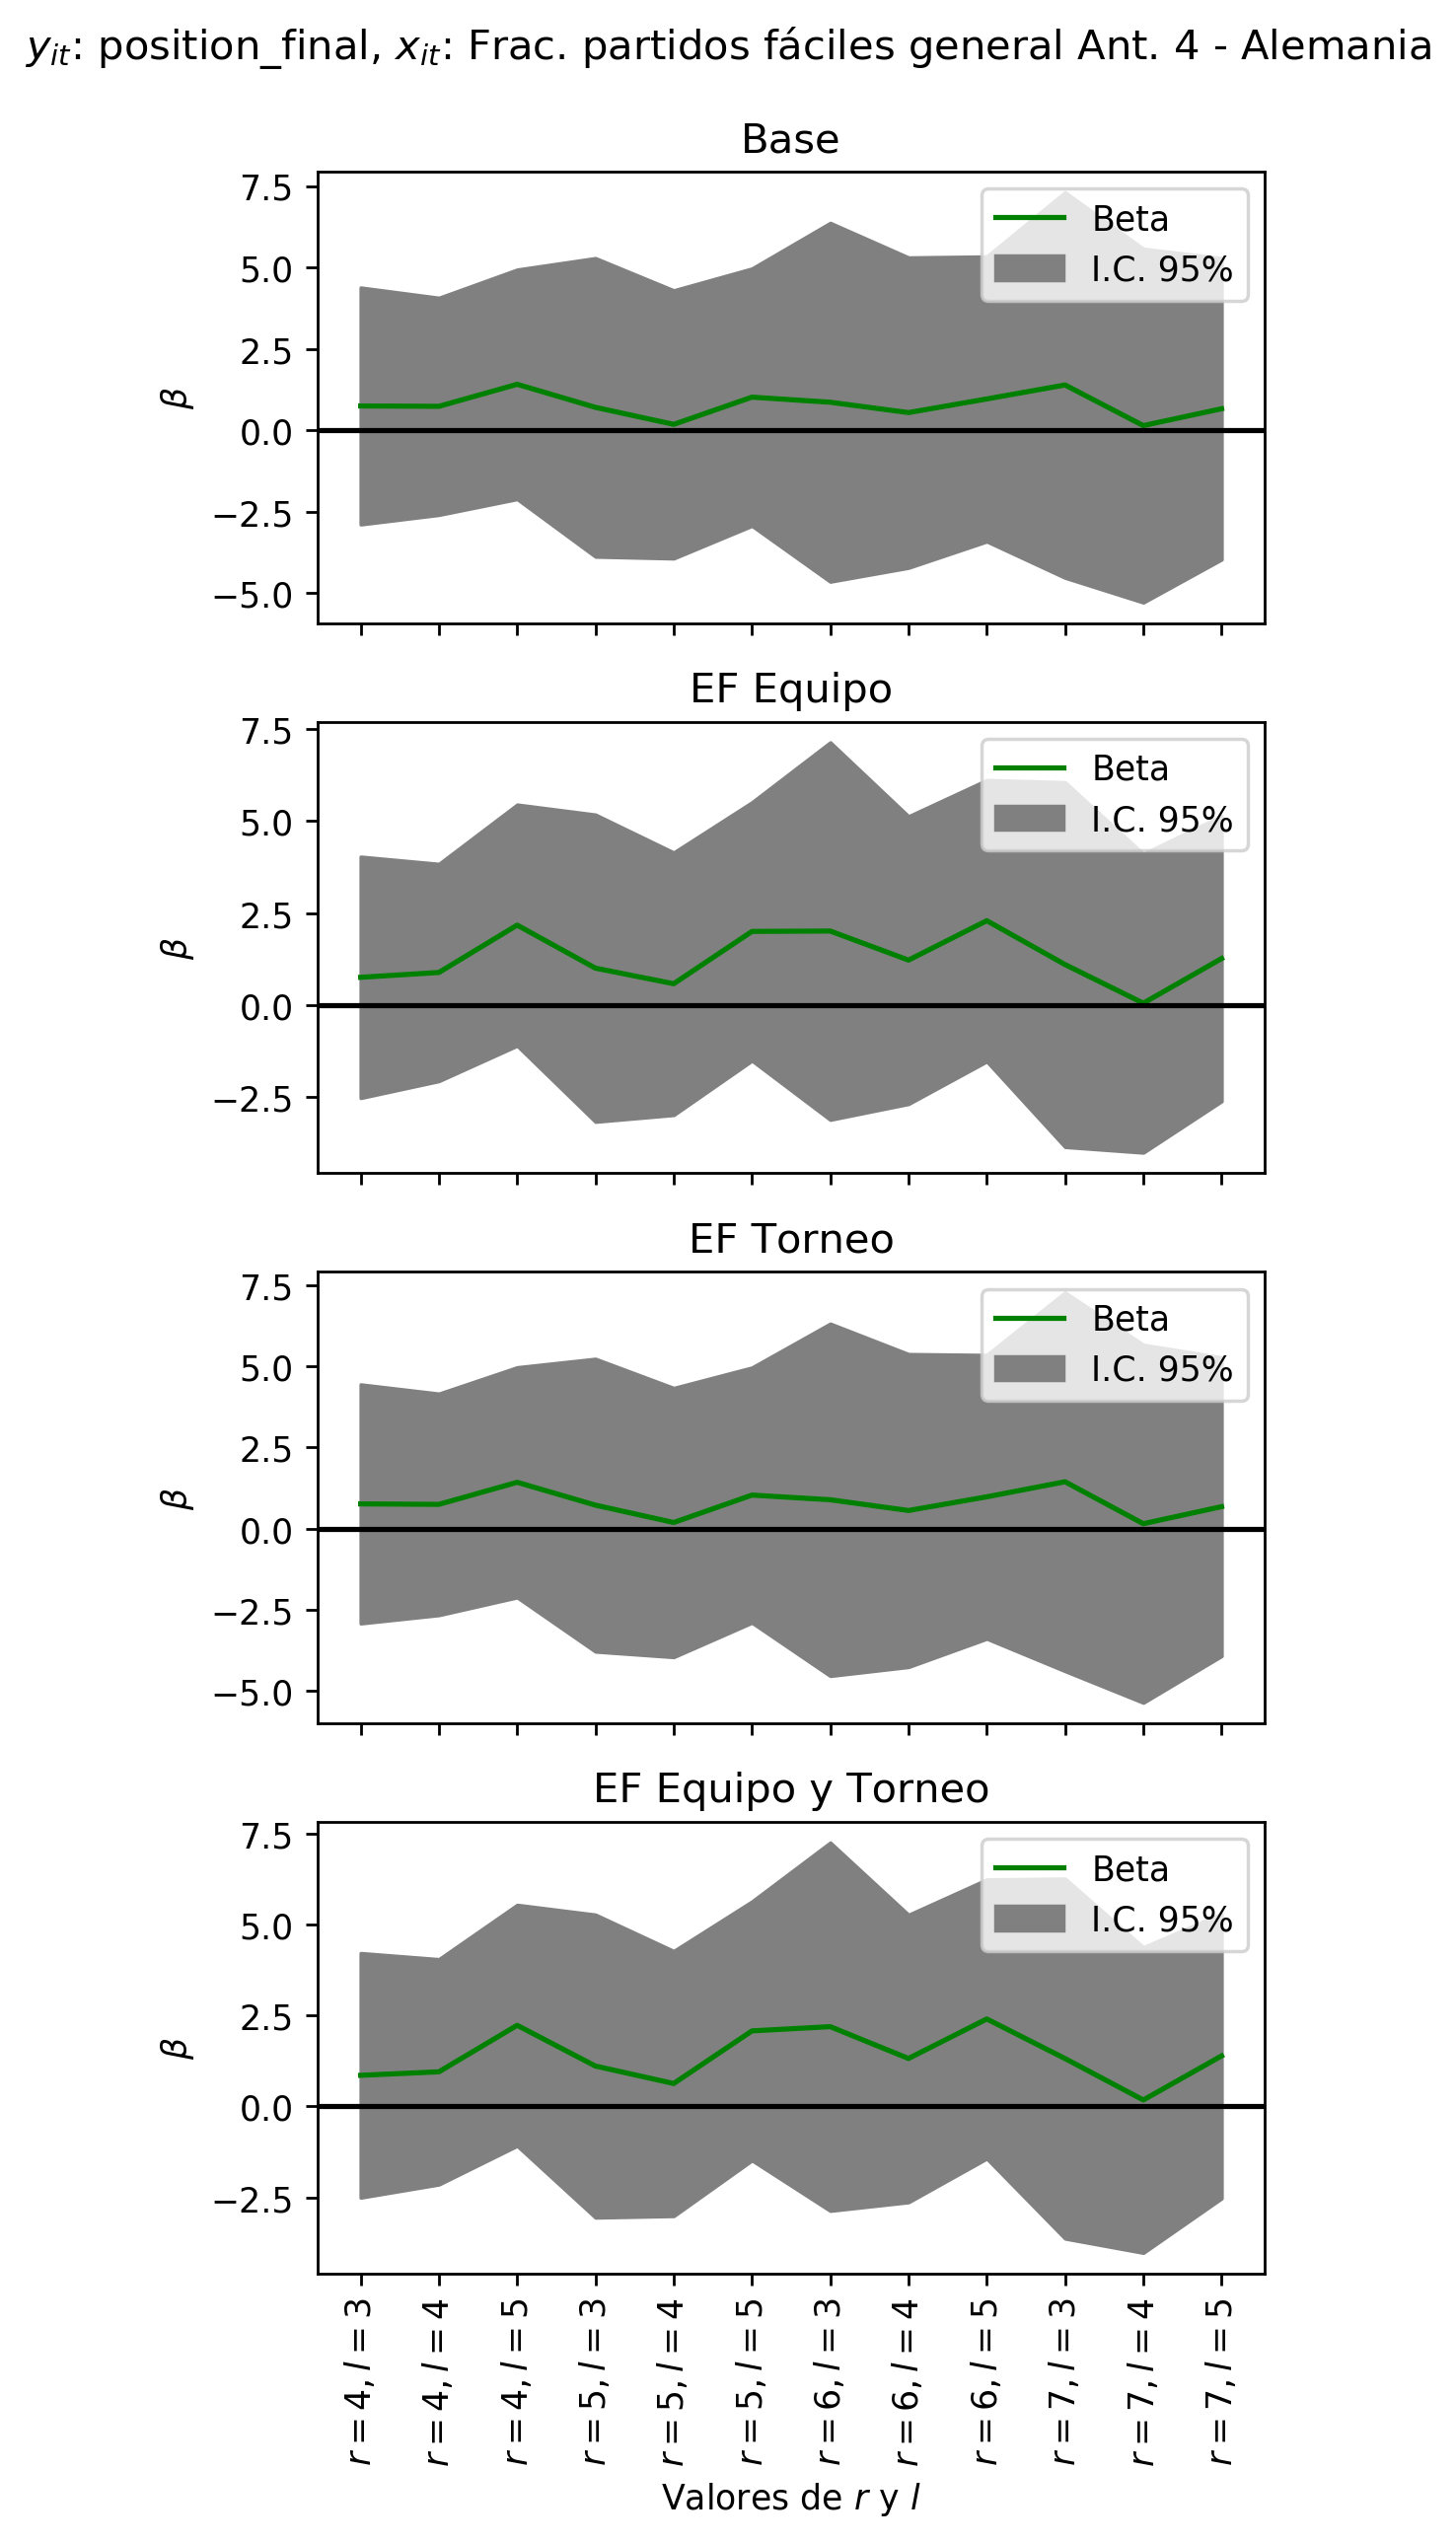 y_it: position_final, x_it: Frac. partidos fáciles general Ant. 4 - Alemania
Base
7.5
5.0
2.5
0.0
−2.5
−5.0
β
Beta
I.C. 95%
EF Equipo
7.5
5.0
2.5
0.0
−2.5
β
Beta
I.C. 95%
EF Torneo
7.5
5.0
2.5
0.0
−2.5
−5.0
β
Beta
I.C. 95%
EF Equipo y Torneo
7.5
5.0
2.5
0.0
−2.5
β
Beta
I.C. 95%
r = 4, l = 3
r = 4, l = 4
r = 4, l = 5
r = 5, l = 3
r = 5, l = 4
r = 5, l = 5
r = 6, l = 3
r = 6, l = 4
r = 6, l = 5
r = 7, l = 3
r = 7, l = 4
r = 7, l = 5
Valores de r y l